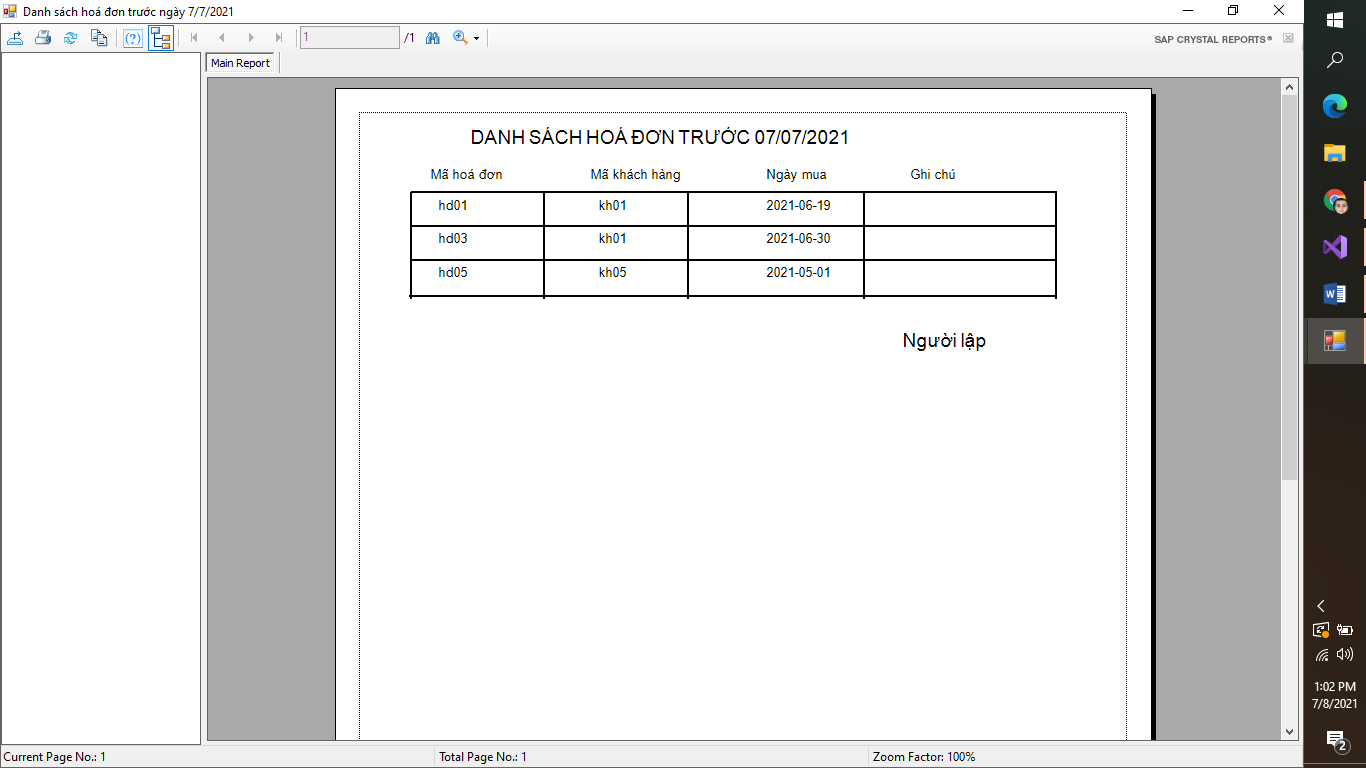 Danh sách hoá đơn trước ngày 7/7/2021
1 /1
SAP CRYSTAL REPORTS®
Main Report
DANH SÁCH HOÁ ĐƠN TRƯỚC 07/07/2021
Mã hoá đơn Mã khách hàng Ngày mua Ghi chú
hd01 kh01 2021-06-19
hd03 kh01 2021-06-30
hd05 kh05 2021-05-01
Người lập
1:02 PM
7/8/2021
2
Current Page No.: 1 Total Page No.: 1 Zoom Factor: 100%